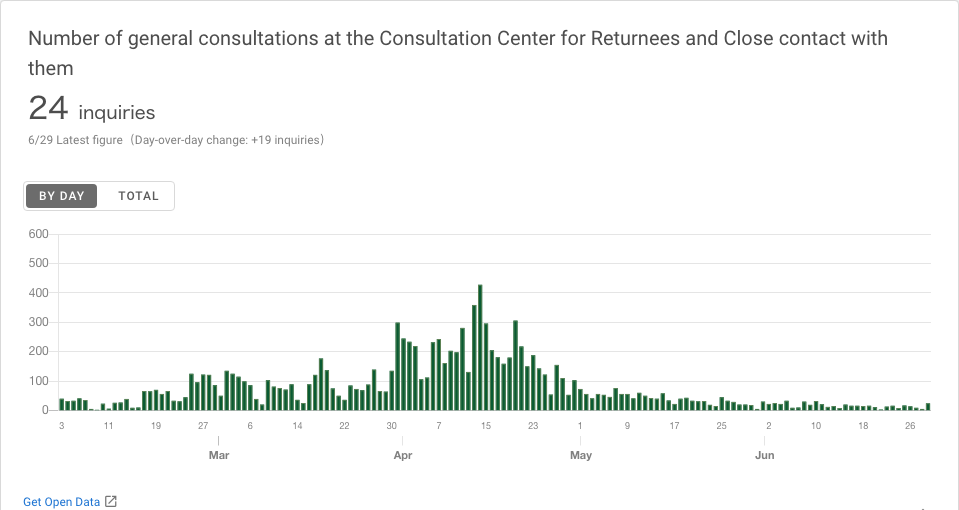 Number of general consultations at the Consultation Center for Returnees and Close contact with
them
24 inquiries
6/29 Latest figure（Day-over-day change: +19 inquiries）
BY DAY TOTAL
600
500
400
300
200
100
0
3 11 19 27 6 14 22 30 7 15 23 1 9 17 25 2 10 18 26
Mar Apr May Jun
Get Open Data